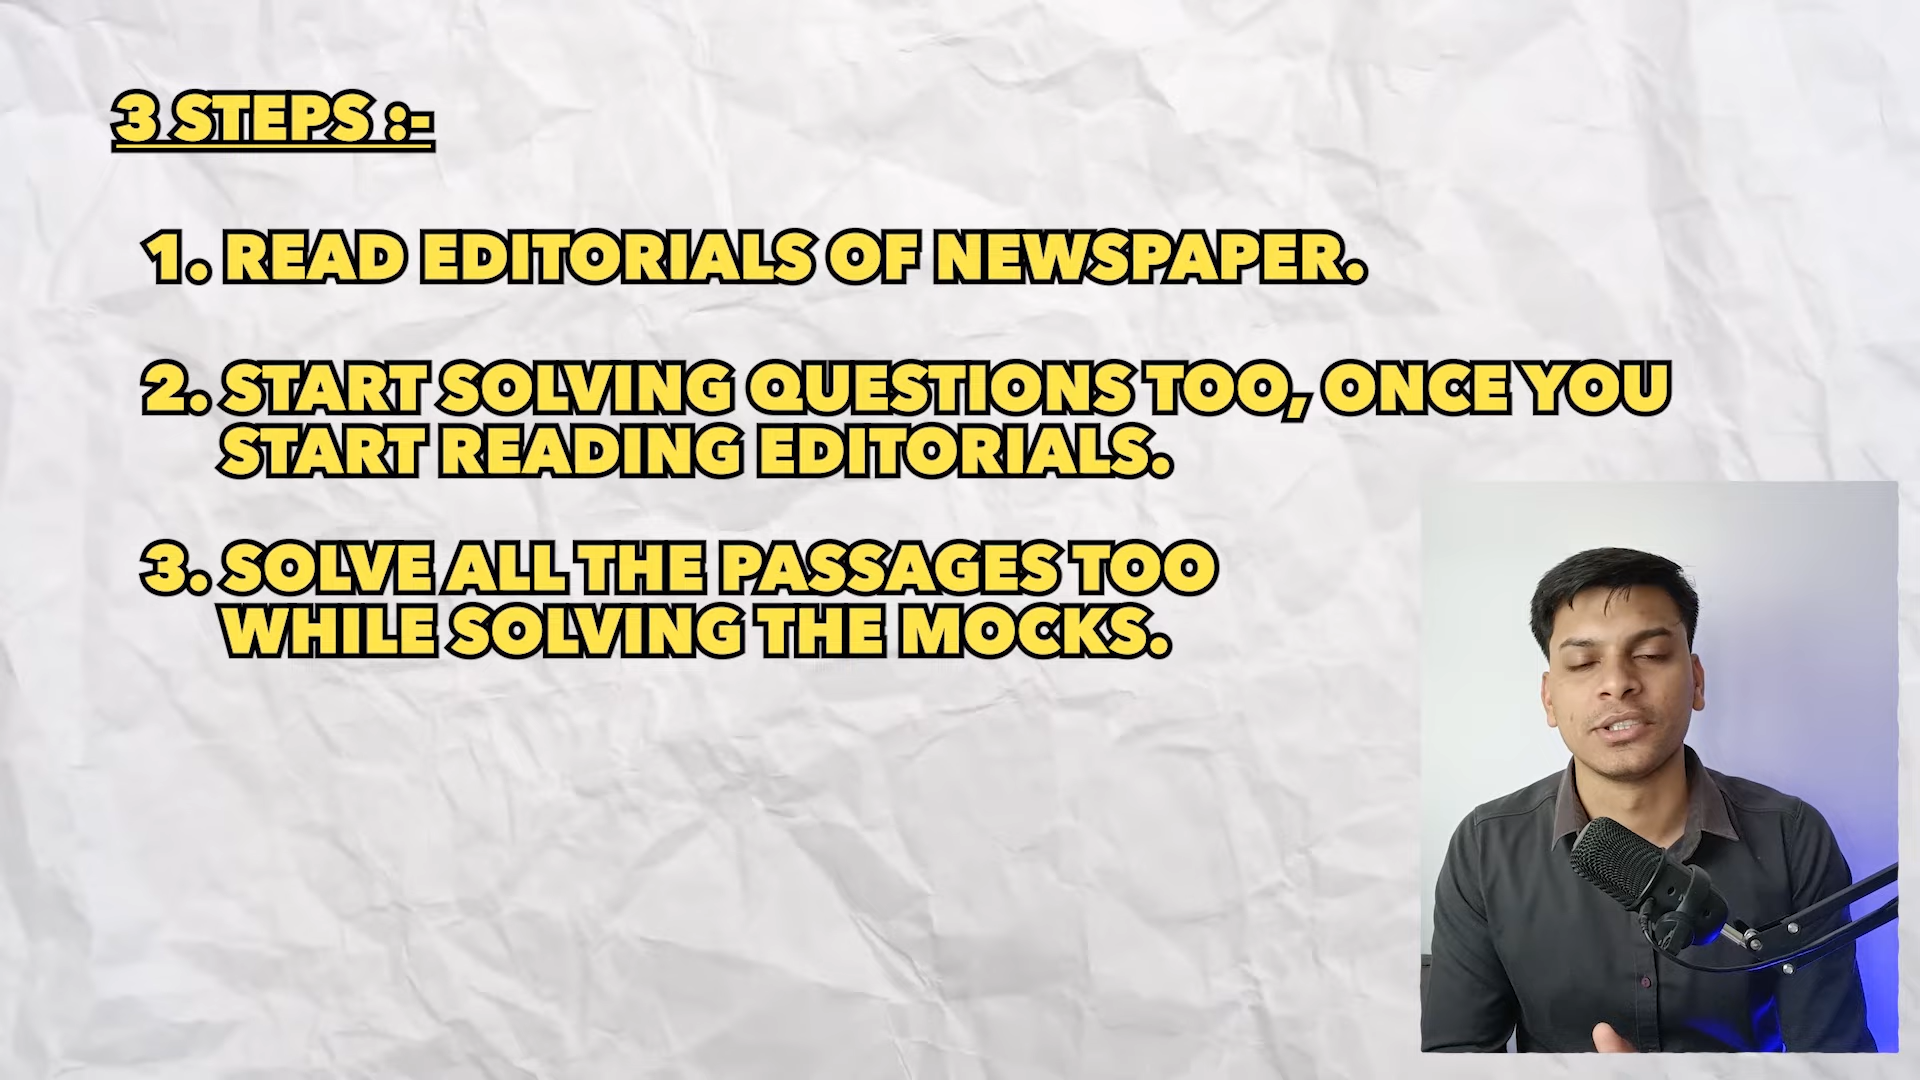 3 STEPS :-
1. READ EDITORIALS OF NEWSPAPER.
2. START SOLVING QUESTIONS TOO, ONCE YOU
START READING EDITORIALS.
3. SOLVE ALL THE PASSAGES TOO
WHILE SOLVING THE MOCKS.